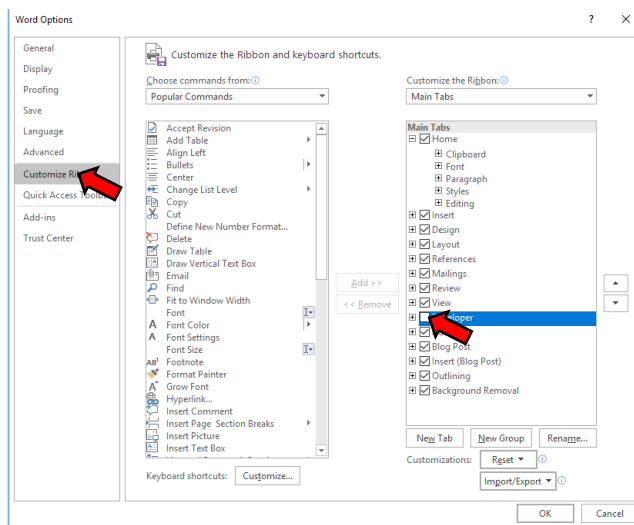 Word Options
?
×
General
Display
Proofing
Save
Language
Advanced
Customize
Quick Access
Add-ins
Trust Center
Customize the Ribbon and keyboard shortcuts.
Choose commands from:
Popular Commands
Accept Revision
Add Table
Align Left
Bullets
Center
Change List Level
Copy
Cut
Define New Number Format...
Delete
Draw Table
Draw Vertical Text Box
Email
Find
Fit to Window Width
Font
Font Color
Font Settings
Font Size
Footnote
Format Painter
Grow Font
Hyperlink...
Insert Comment
Insert Page Section Breaks
Insert Picture
Insert Text Box
Keyboard shortcuts: Customize...
Add >>
<< Remove
Customize the Ribbon:
Main Tabs
Main Tabs
Home
Clipboard
Font
Paragraph
Styles
Editing
Insert
Design
Layout
References
Mailings
Review
View
Blog Post
Insert (Blog Post)
Outlining
Background Removal
New Tab New Group Rename...
Customizations: Reset
Import/Export
OK Cancel